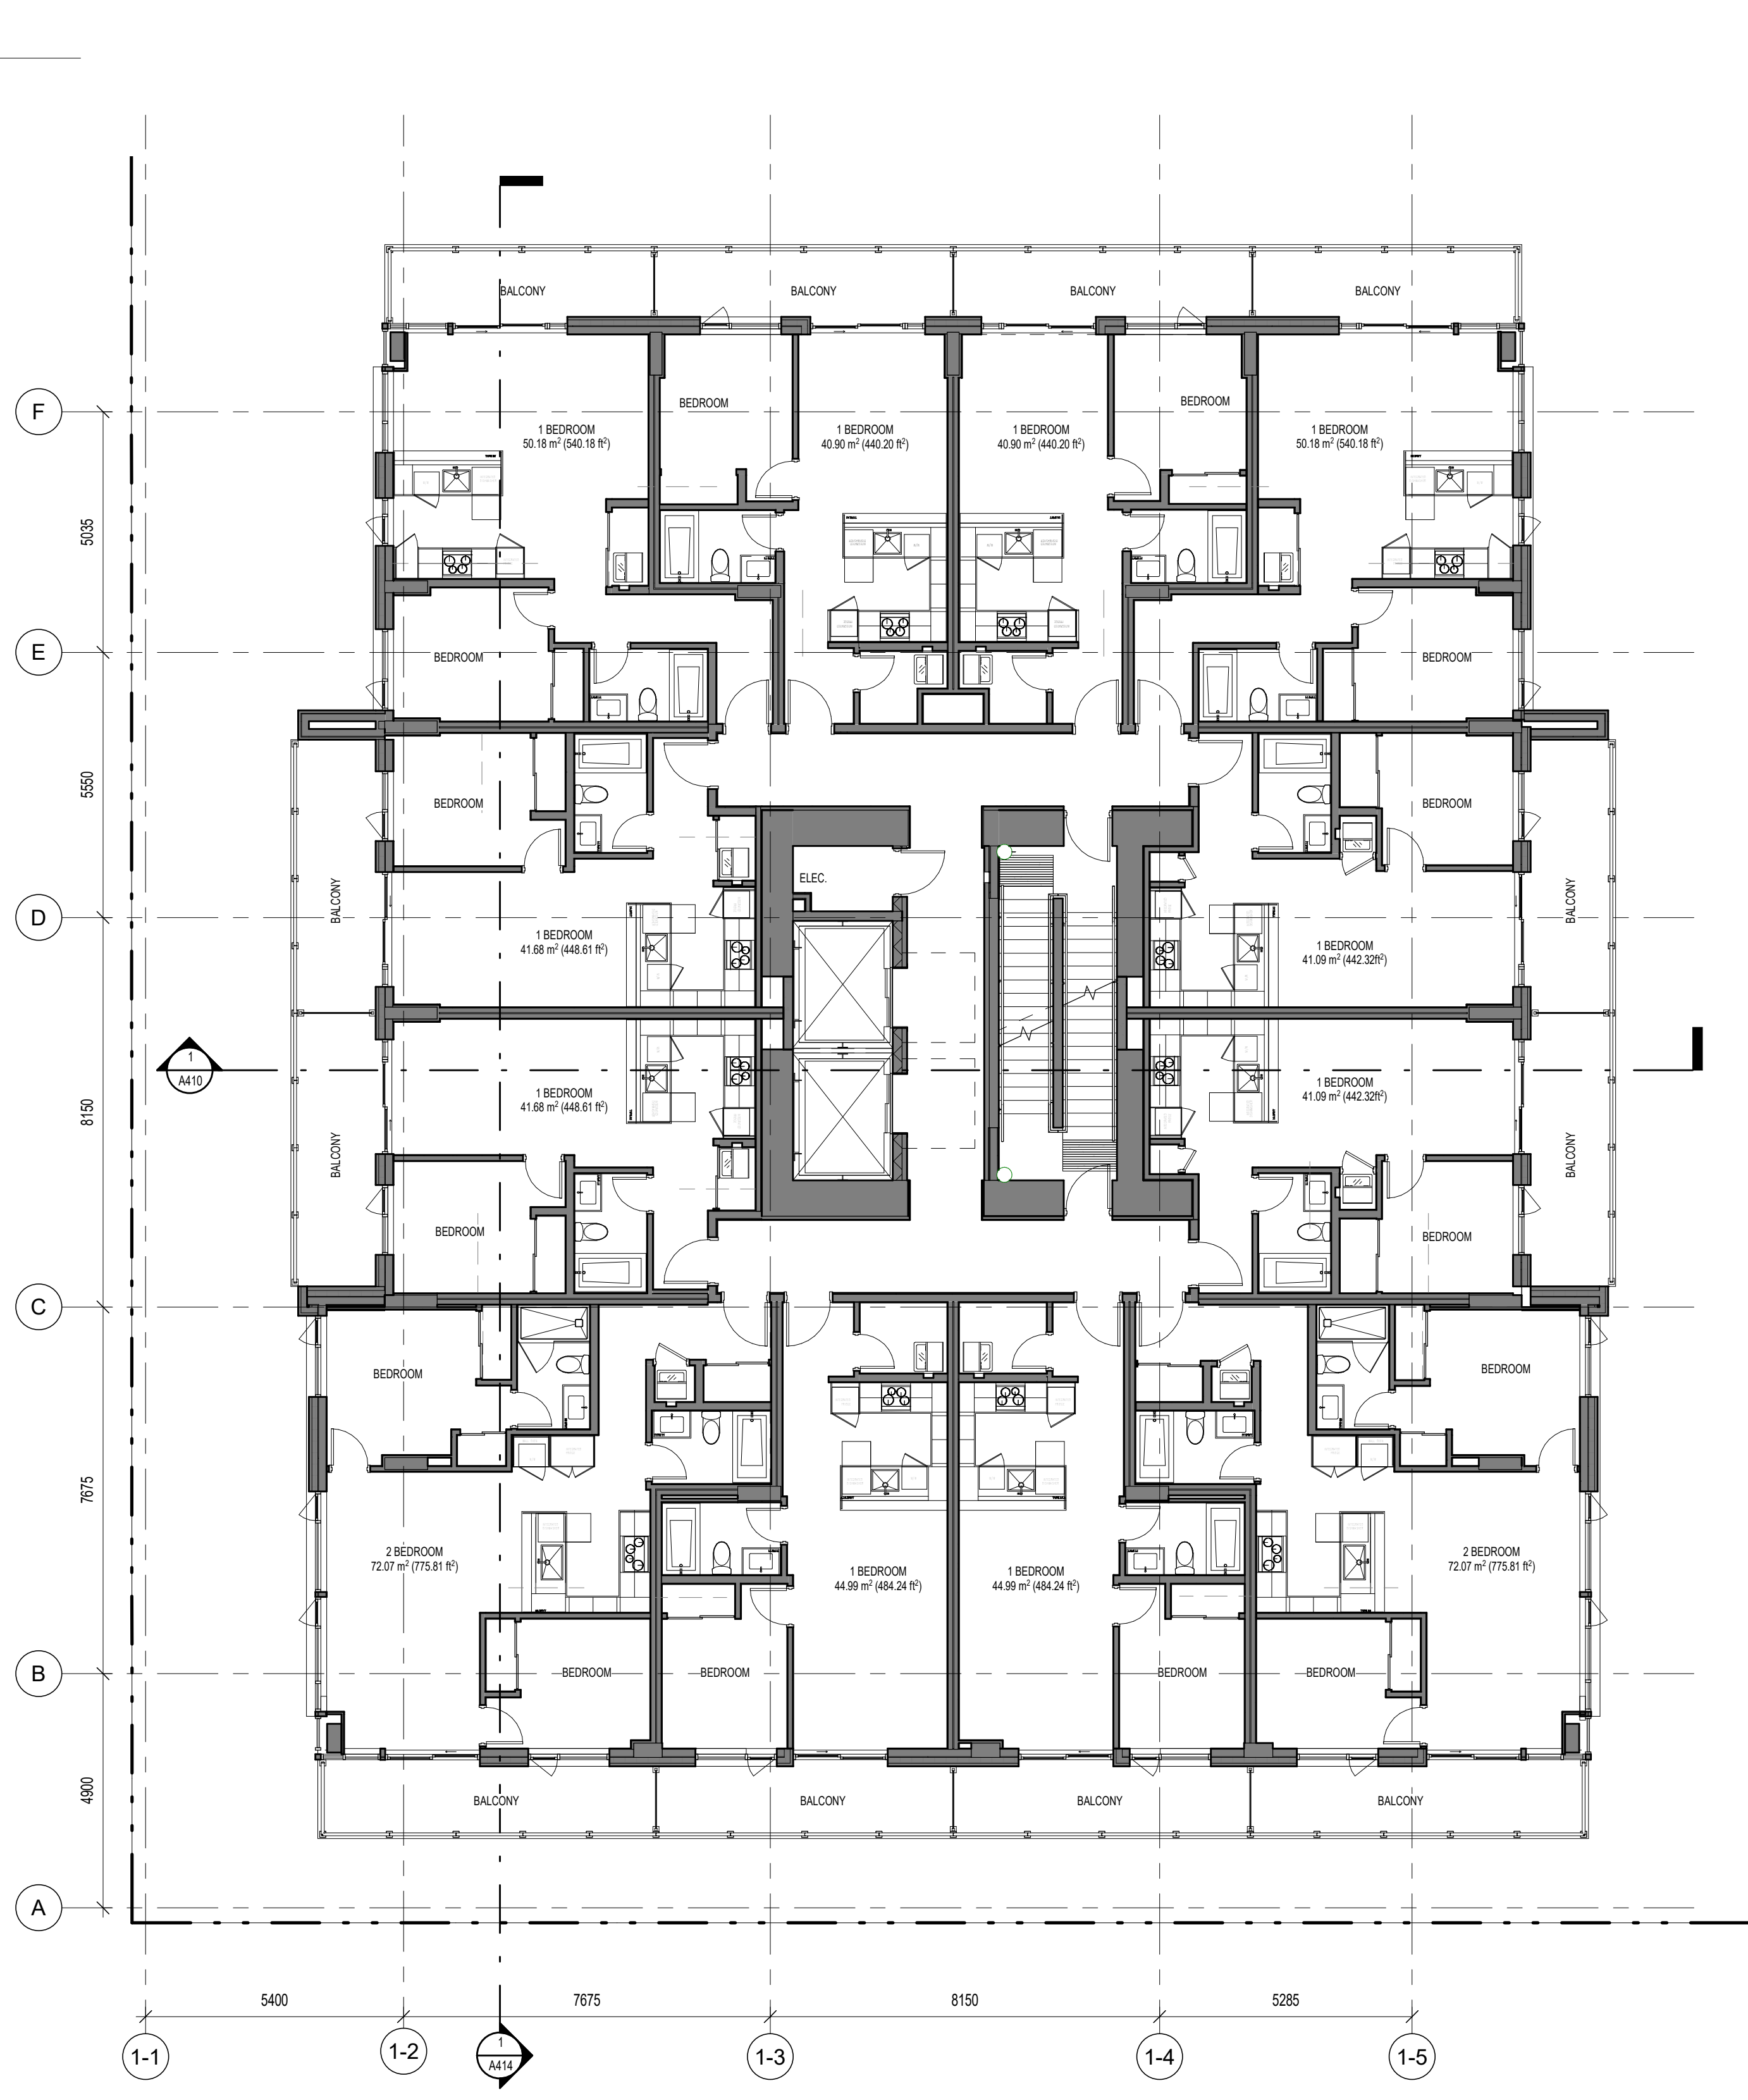 BALCONY
BALCONY
BALCONY
BALCONY
F
BEDROOM
BEDROOM
1 BEDROOM
50.18 m² (540.18 ft²)
1 BEDROOM
40.90 m² (440.20 ft²)
1 BEDROOM
40.90 m² (440.20 ft²)
1 BEDROOM
50.18 m² (540.18 ft²)
5035
E
BEDROOM
BEDROOM
5550
BEDROOM
BEDROOM
ELEC.
BALCONY
BALCONY
D
1 BEDROOM
41.68 m² (448.61 ft²)
1 BEDROOM
41.09 m² (442.32ft²)
1
A410
1 BEDROOM
41.68 m² (448.61 ft²)
1 BEDROOM
41.09 m² (442.32ft²)
8150
BALCONY
BALCONY
BEDROOM
BEDROOM
C
BEDROOM
BEDROOM
7675
2 BEDROOM
72.07 m² (775.81 ft²)
1 BEDROOM
44.99 m² (484.24 ft²)
1 BEDROOM
44.99 m² (484.24 ft²)
2 BEDROOM
72.07 m² (775.81 ft²)
B
BEDROOM
BEDROOM
BEDROOM
BEDROOM
4900
BALCONY
BALCONY
BALCONY
BALCONY
A
5400
7675
8150
5285
1-1
1-2
1
A414
1-3
1-4
1-5